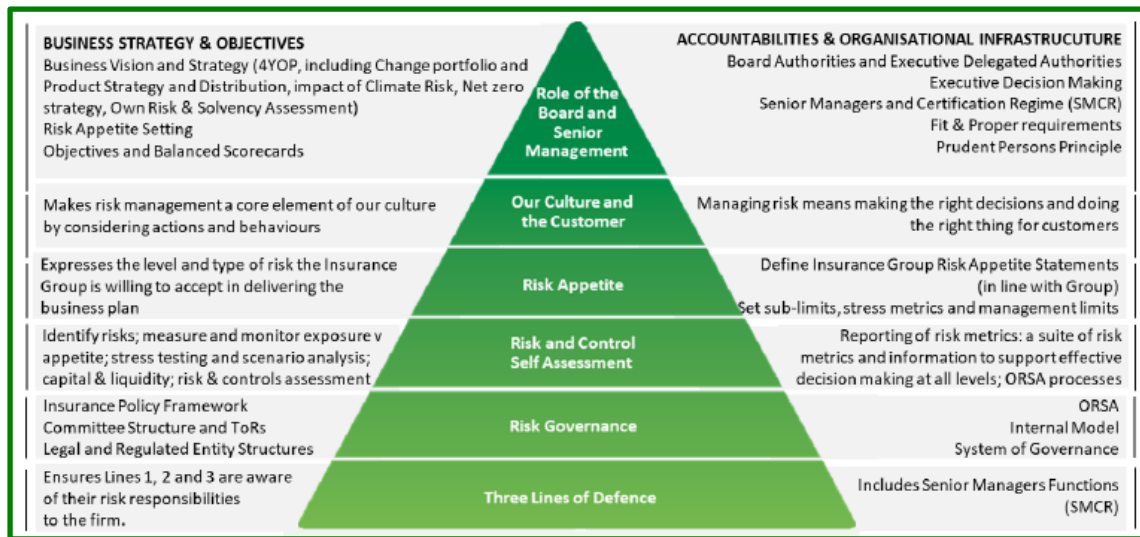 BUSINESS STRATEGY & OBJECTIVES
Business Vision and Strategy (4YOP, including Change portfolio and
Product Strategy and Distribution, impact of Climate Risk, Net zero
strategy, Own Risk & Solvency Assessment)
Risk Appetite Setting
Objectives and Balanced Scorecards
Role of the
Board and
Senior
Management
ACCOUNTABILITIES & ORGANISATIONAL INFRASTRUCUTURE
Board Authorities and Executive Delegated Authorities
Executive Decision Making
Senior Managers and Certification Regime (SMCR)
Fit & Proper requirements
Prudent Persons Principle
Makes risk management a core element of our culture
by considering actions and behaviours
Our Culture and
the Customer
Managing risk means making the right decisions and doing
the right thing for customers
Expresses the level and type of risk the Insurance
Group is willing to accept in delivering the
business plan
Risk Appetite
Define Insurance Group Risk Appetite Statements
(in line with Group)
Set sub-limits, stress metrics and management limits
Identify risks; measure and monitor exposure v
appetite; stress testing and scenario analysis;
capital & liquidity; risk & controls assessment
Risk and Control
Self Assessment
Reporting of risk metrics: a suite of risk
metrics and information to support effective
decision making at all levels; ORSA processes
Insurance Policy Framework
Committee Structure and ToRs
Legal and Regulated Entity Structures
Risk Governance
ORSA
Internal Model
System of Governance
Ensures Lines 1, 2 and 3 are aware
of their risk responsibilities
to the firm.
Three Lines of Defence
Includes Senior Managers Functions
(SMCR)